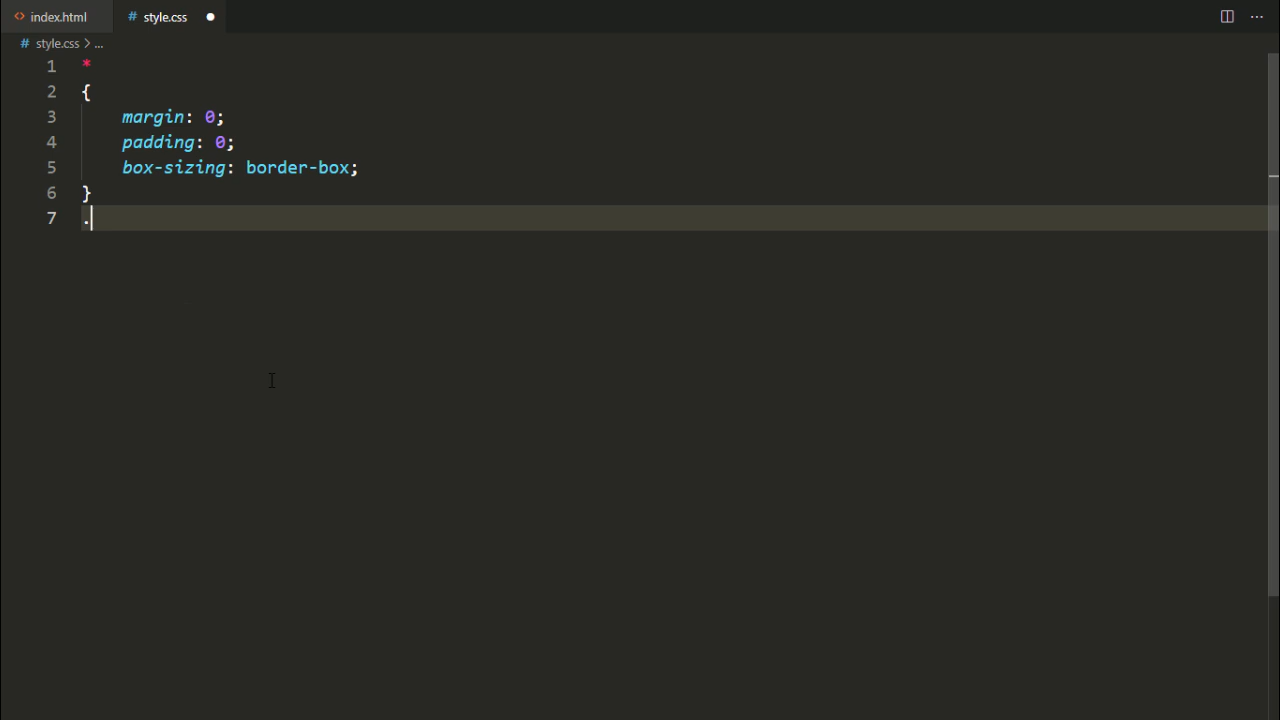 index.html
style.css
style.css > ...
1 *
2 {
3 margin: 0;
4 padding: 0;
5 box-sizing: border-box;
6 }
7 .